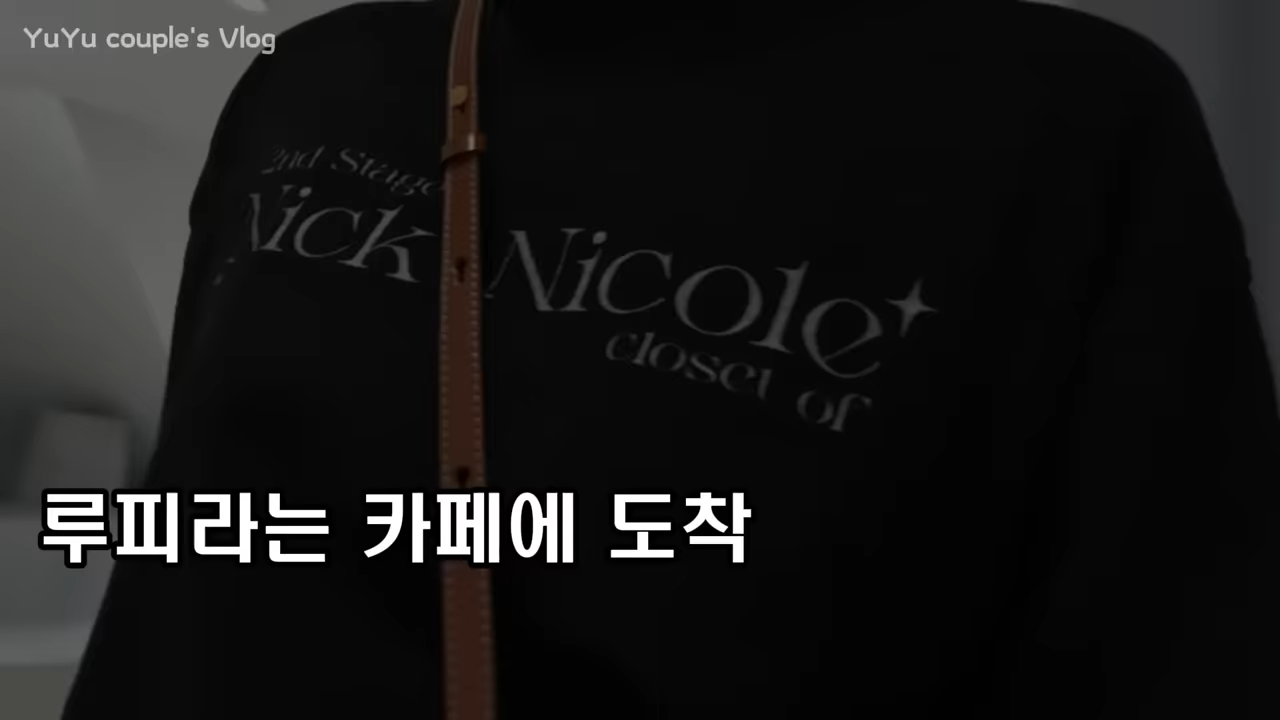 YuYu couple's Vlog
2nd Stage
Nick Nicole
closet of
루피라는 카페에 도착